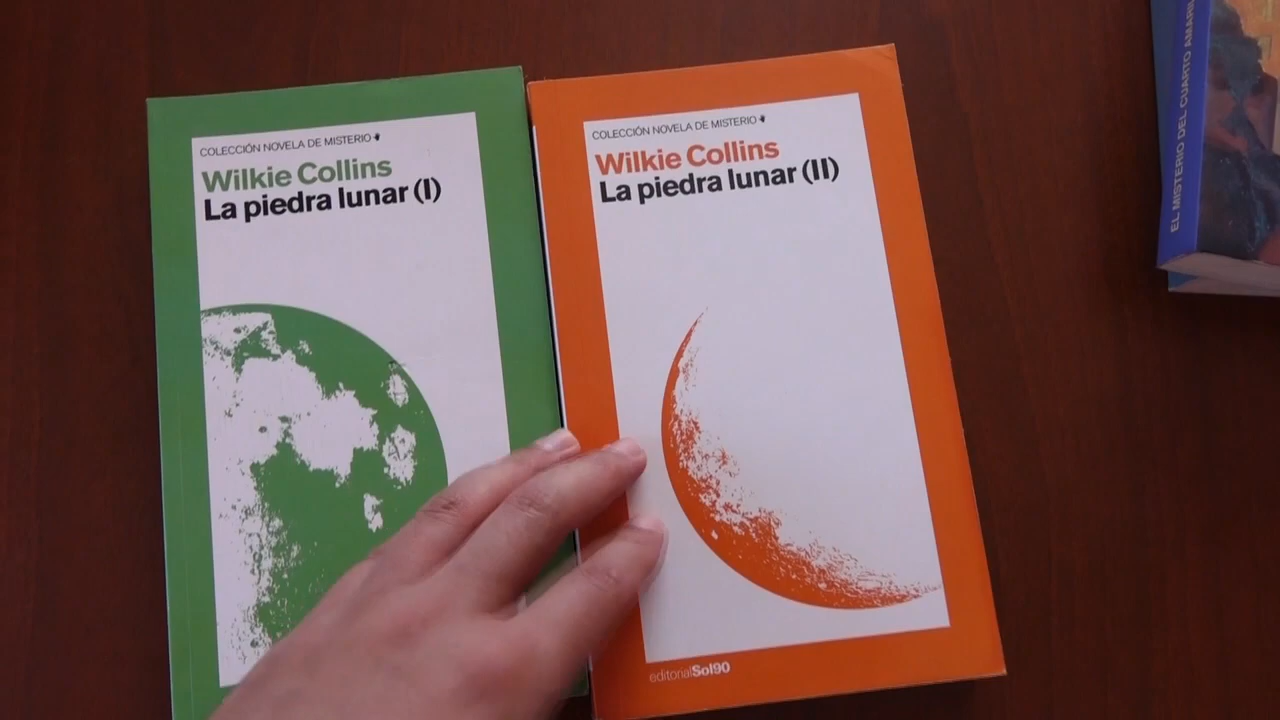 COLECCIÓN NOVELA DE MISTERIO
Wilkie Collins
La piedra lunar (I)
COLECCIÓN NOVELA DE MISTERIO
Wilkie Collins
La piedra lunar (II)
editorialSol90
EL MISTERIO DEL CUARTO